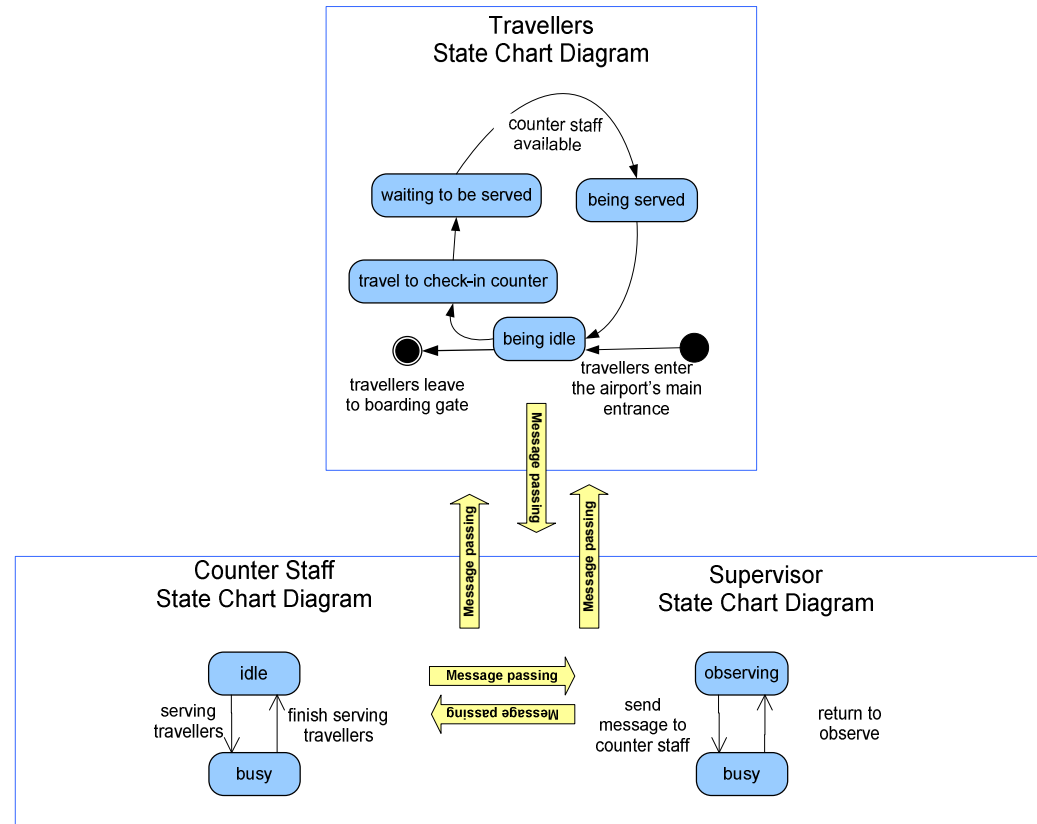 Travellers
State Chart Diagram
counter staff
available
waiting to be served
being served
travel to check-in counter
being idle
travellers leave
to boarding gate
travellers enter
the airport's main
entrance
Message passing
Message passing
Message passing
Counter Staff
State Chart Diagram
Supervisor
State Chart Diagram
idle
serving
travellers
finish serving
travellers
busy
Message passing
Message passing
observing
send
message to
counter staff
return to
observe
busy